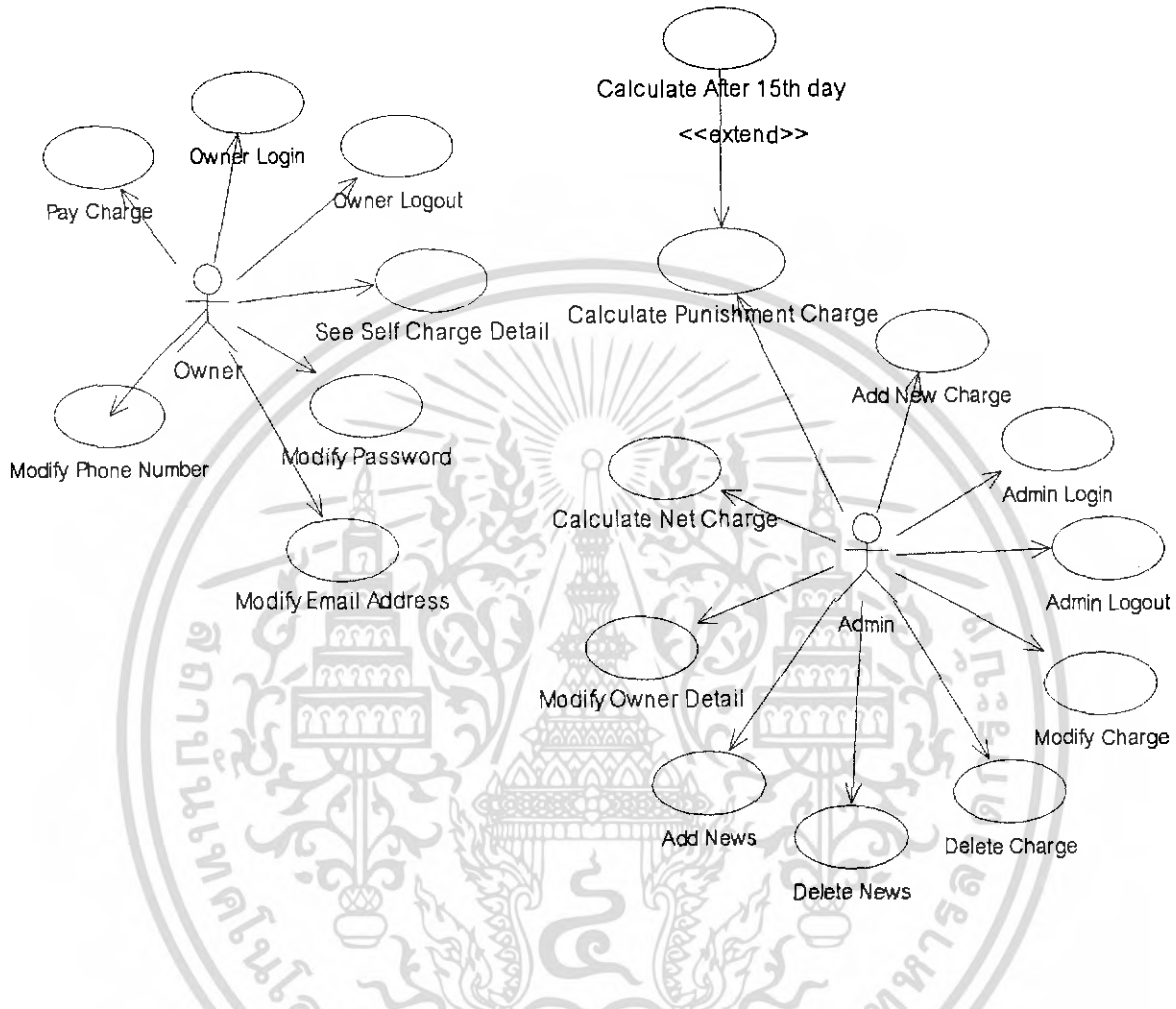 Calculate After 15th day
<<extend>>
Owner Login
Pay Charge
Owner Logout
See Self Charge Detail
Calculate Punishment Charge
Owner
Add New Charge
Modify Phone Number
Modify Password
Admin Login
Calculate Net Charge
Modify Email Address
Admin Logout
Admin
Modify Owner Detail
Modify Charge
Add News
Delete Charge
Delete News